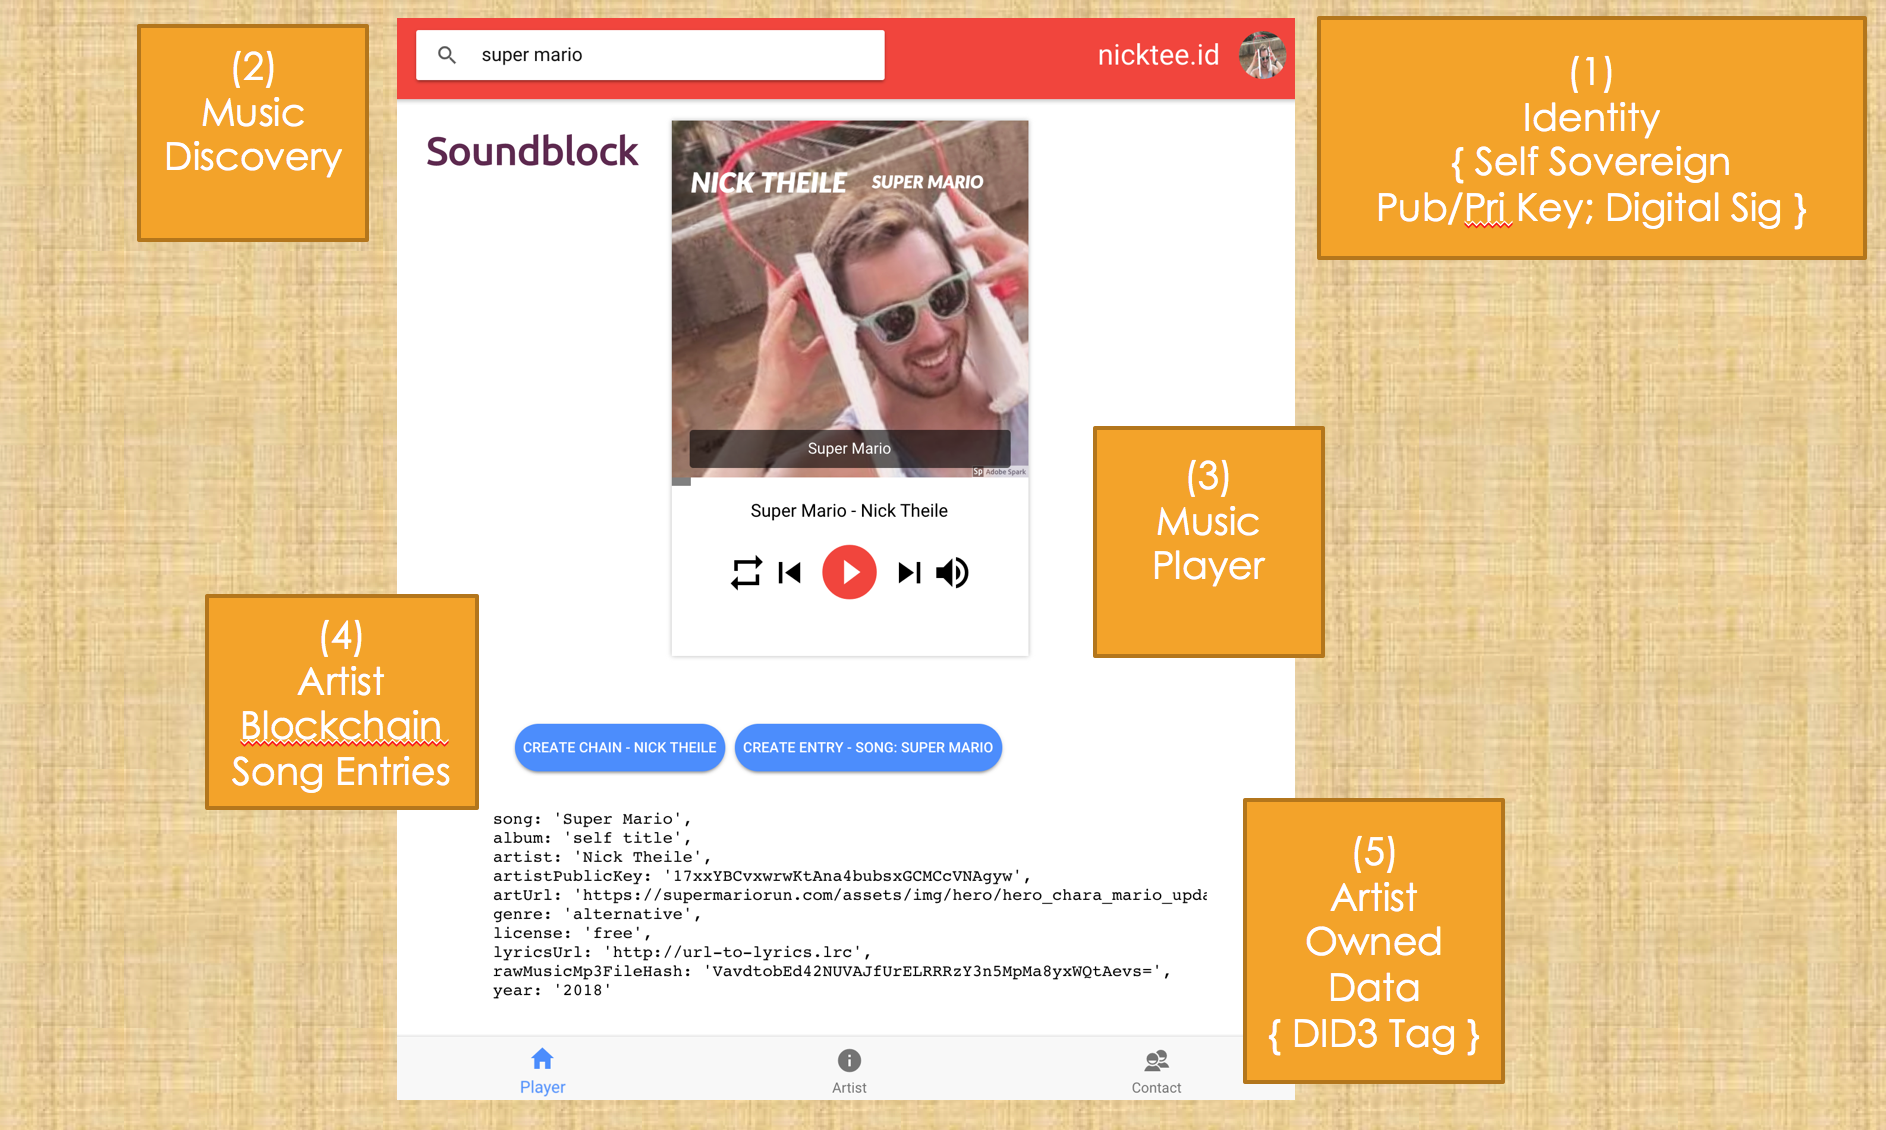 (2)
Music
Discovery
super mario
nicktee.id
(1)
Identity
{ Self Sovereign
Pub/Pri Key; Digital Sig }
Soundblock
NICK THEILE SUPER MARIO
Super Mario
Sp Adobe Spark
Super Mario - Nick Theile
(3)
Music
Player
(4)
Artist
Blockchain
Song Entries
CREATE CHAIN - NICK THEILE
CREATE ENTRY - SONG: SUPER MARIO
song: 'Super Mario',
album: 'self title',
artist: 'Nick Theile',
artistPublicKey: '17xxYBCvxwrwKtAna4bubsxGCMCcVNAgyw',
artUrl: 'https://supermariorun.com/assets/img/hero/hero_chara_mario_upda
genre: 'alternative',
license: 'free',
lyricsUrl: 'http://url-to-lyrics.lrc',
rawMusicMp3FileHash: 'VavdtobEd42NUVAJfUrELRRRzY3n5MpMa8yxWQtAevs=',
year: '2018'
(5)
Artist
Owned
Data
{ DID3 Tag }
Player
Artist
Contact